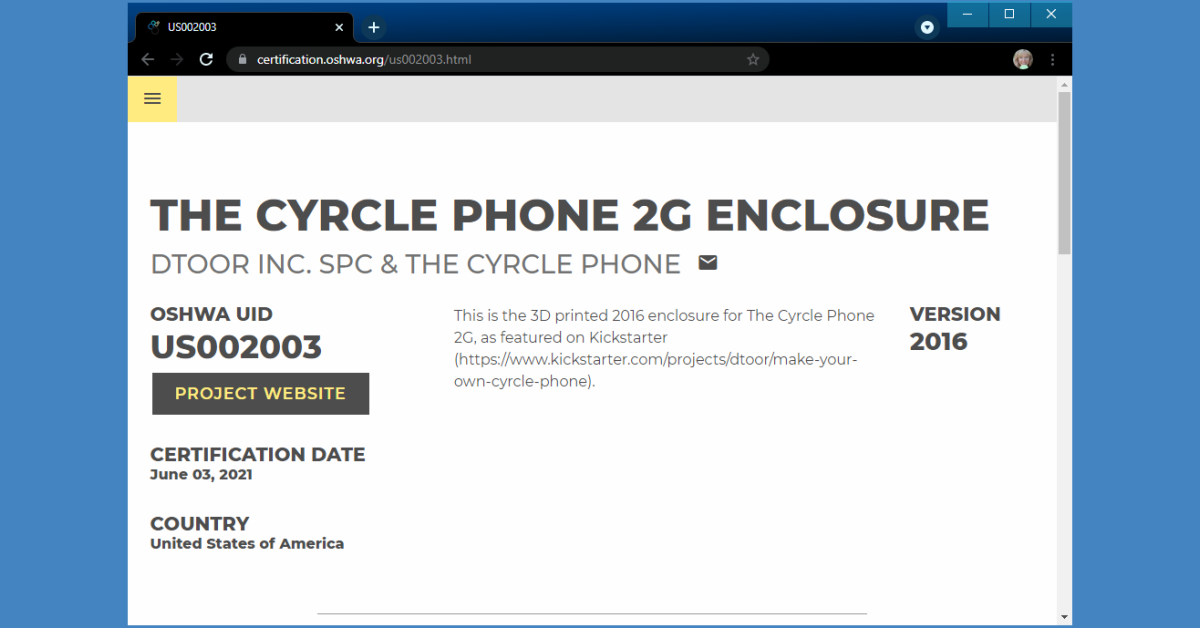 US002003
certification.oshwa.org/us002003.html
THE CYRCLE PHONE 2G ENCLOSURE
DTOOR INC. SPC & THE CYRCLE PHONE
OSHWA UID
US002003
PROJECT WEBSITE
CERTIFICATION DATE
June 03, 2021
COUNTRY
United States of America
This is the 3D printed 2016 enclosure for The Cyrcle Phone
2G, as featured on Kickstarter
(https://www.kickstarter.com/projects/dtoor/make-your-
own-cyrcle-phone).
VERSION
2016